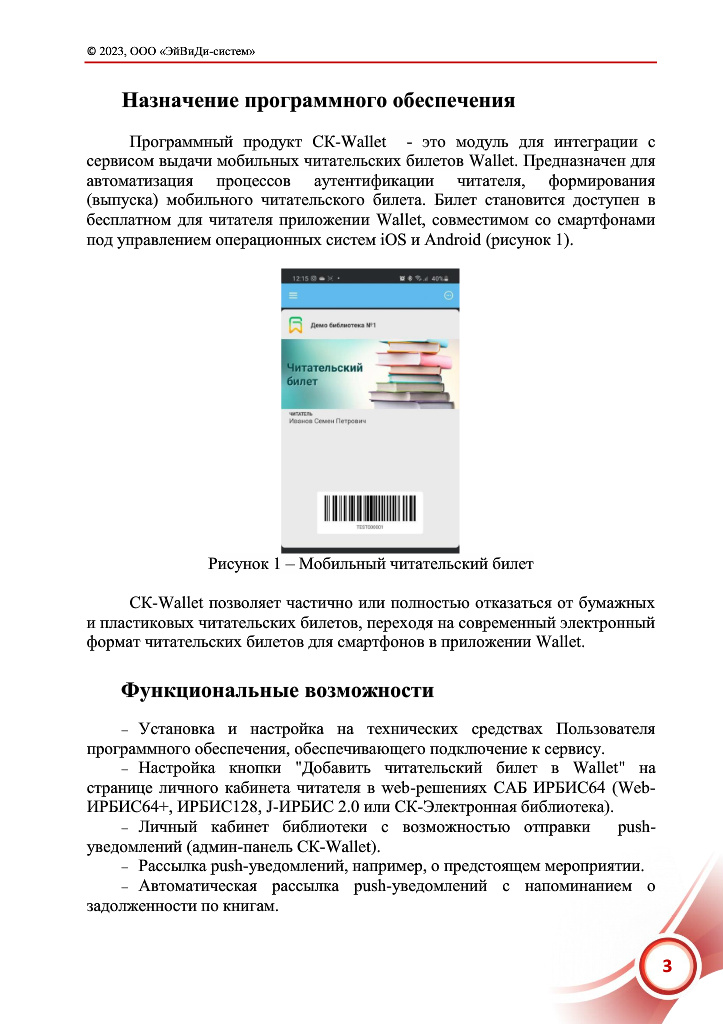 © 2023, ООО «ЭйВиДи-систем»
Назначение программного обеспечения
Программный продукт СК-Wallet - это модуль для интеграции с
сервисом выдачи мобильных читательских билетов Wallet. Предназначен для
автоматизация процессов аутентификации читателя, формирования
(выпуска) мобильного читательского билета. Билет становится доступен в
бесплатном для читателя приложении Wallet, совместимом со смартфонами
под управлением операционных систем iOS и Android (рисунок 1).
12:15
40%
Демо библиотека №1
Читательский
билет
ЧИТАТЕЛЬ
Иванов Семен Петрович
Рисунок 1 – Мобильный читательский билет
СК-Wallet позволяет частично или полностью отказаться от бумажных
и пластиковых читательских билетов, переходя на современный электронный
формат читательских билетов для смартфонов в приложении Wallet.
Функциональные возможности
– Установка и настройка на технических средствах Пользователя
программного обеспечения, обеспечивающего подключение к сервису.
– Настройка кнопки "Добавить читательский билет в Wallet" на
странице личного кабинета читателя в web-решениях САБ ИРБИС64 (Web-
ИРБИС64+, ИРБИС128, J-ИРБИС 2.0 или СК-Электронная библиотека).
– Личный кабинет библиотеки с возможностью отправки push-
уведомлений (админ-панель СК-Wallet).
– Рассылка push-уведомлений, например, о предстоящем мероприятии.
– Автоматическая рассылка push-уведомлений с напоминанием о
задолженности по книгам.
3